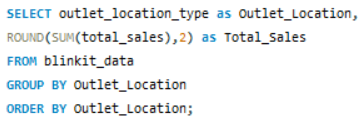 SELECT outlet_location_type as Outlet_Location,
ROUND(SUM(total_sales),2) as Total_Sales
FROM blinkit_data
GROUP BY Outlet_Location
ORDER BY Outlet_Location;